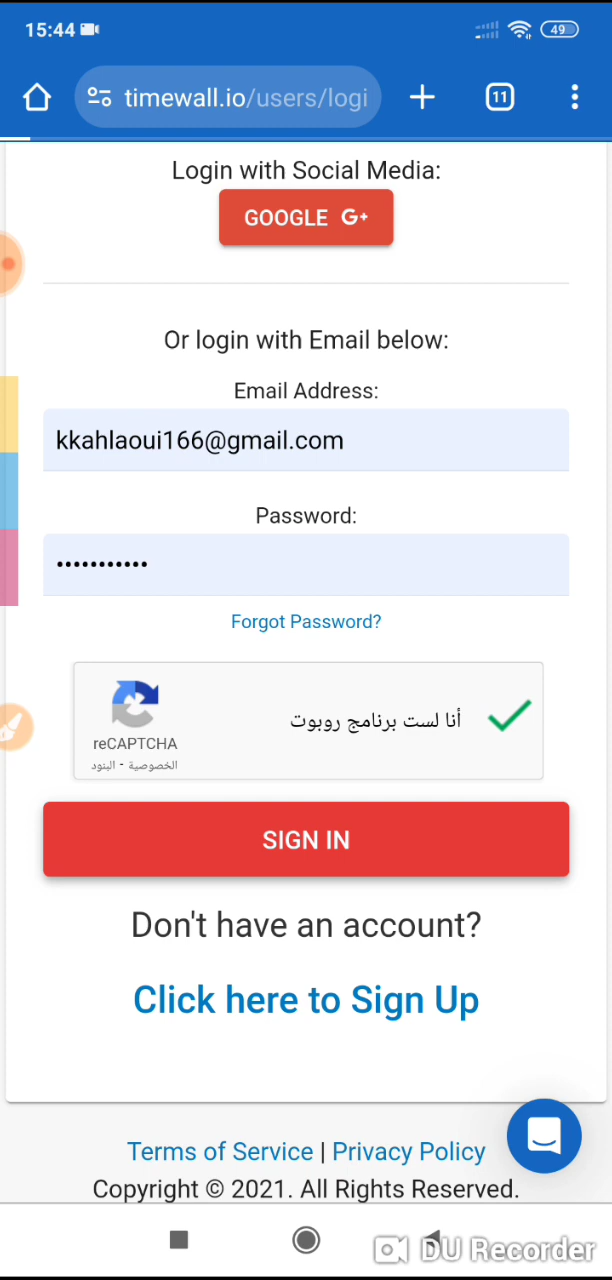 15:44
49
timewall.io/users/logi
11
Login with Social Media:
GOOGLE G+
Or login with Email below:
Email Address:
kkahlaoui166@gmail.com
Password:
•••••••••••
Forgot Password?
أنا لست برنامج روبوت
reCAPTCHA
الخصوصية - البنود
SIGN IN
Don't have an account?
Click here to Sign Up
Terms of Service | Privacy Policy
Copyright © 2021. All Rights Reserved.
DU Recorder